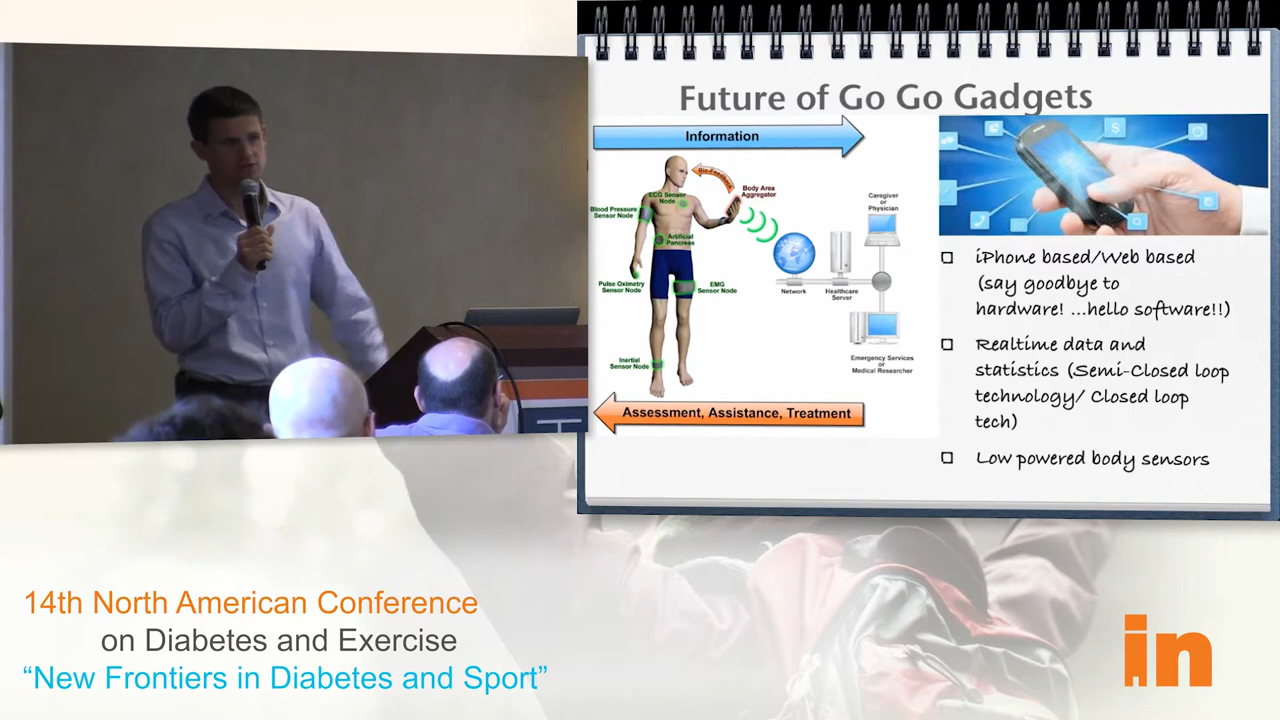 Future of Go Go Gadgets
Information
Bio-Feedback
ECG Sensor
Node
Body Area
Aggregator
Blood Pressure
Sensor Node
Artificial
Pancreas
Pulse Oximetry
Sensor Node
EMG
Sensor Node
Inertial
Sensor Node
Caregiver
or
Physician
Network
Healthcare
Server
Emergency Services
or
Medical Researcher
Assessment, Assistance, Treatment
iPhone based/Web based
(say goodbye to
hardware! ...hello software!!)
Realtime data and
statistics (Semi-Closed loop
technology/ Closed loop
tech)
Low powered body sensors
14th North American Conference
on Diabetes and Exercise
“New Frontiers in Diabetes and Sport”
in